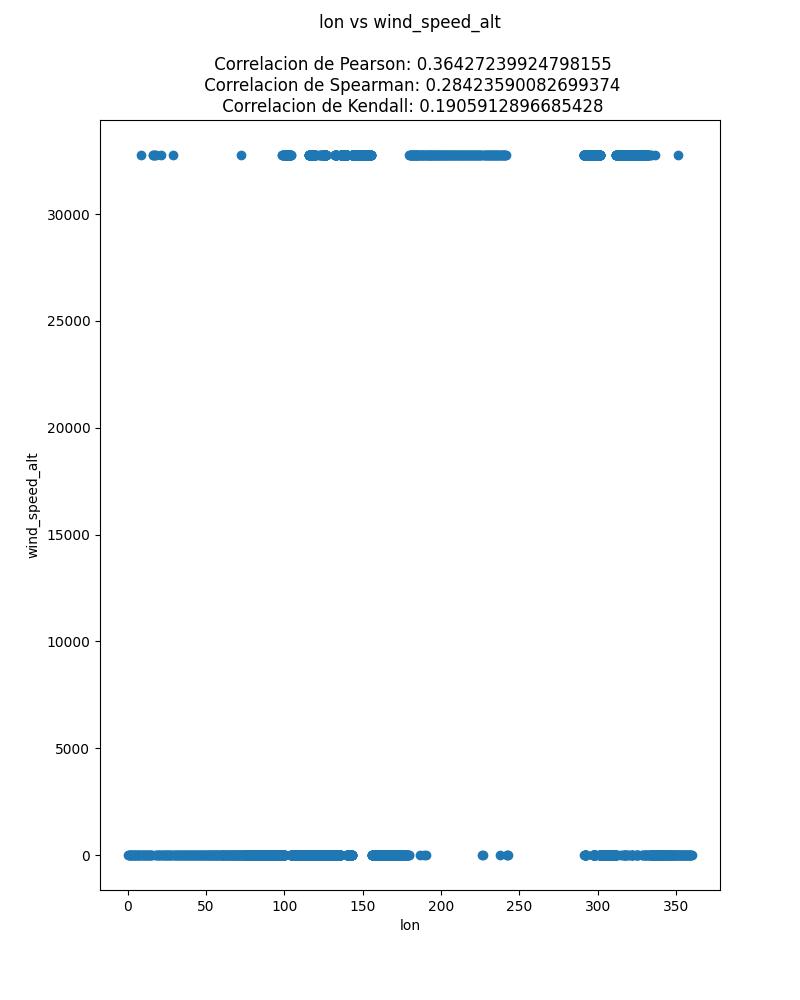 lon vs wind_speed_alt
Correlacion de Pearson: 0.36427239924798155
Correlacion de Spearman: 0.28423590082699374
Correlacion de Kendall: 0.1905912896685428
30000
25000
20000
15000
10000
5000
0
wind_speed_alt
0 50 100 150 200 250 300 350
lon